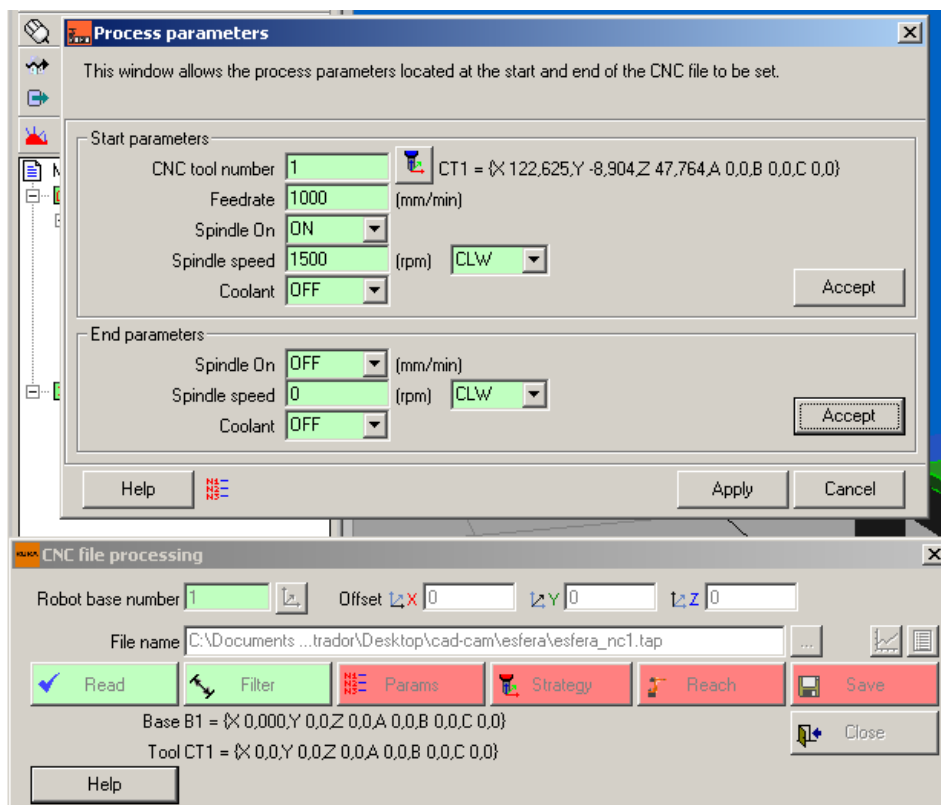 Process parameters
This window allows the process parameters located at the start and end of the CNC file to be set.
Start parameters
CNC tool number 1 CT1 = {X 122,625,Y -8,904,Z 47,764,A 0,0,B 0,0,C 0,0}
Feedrate 1000 (mm/min)
Spindle On ON
Spindle speed 1500 (rpm) CLW
Coolant OFF
Accept
End parameters
Spindle On OFF (mm/min)
Spindle speed 0 (rpm) CLW
Coolant OFF
Accept
Help N1 N2 N3 Apply Cancel
CNC file processing
Robot base number 1 Offset X 0 Y 0 Z 0
File name C:\Documents ...trador\Desktop\cad-cam\esfera\esfera_nc1.tap ...
Read Filter N1 N2 N3 Params Strategy Reach Save
Base B1 = {X 0,000,Y 0,0,Z 0,0,A 0,0,B 0,0,C 0,0}
Tool CT1 = {X 0,0,Y 0,0,Z 0,0,A 0,0,B 0,0,C 0,0}
Close
Help